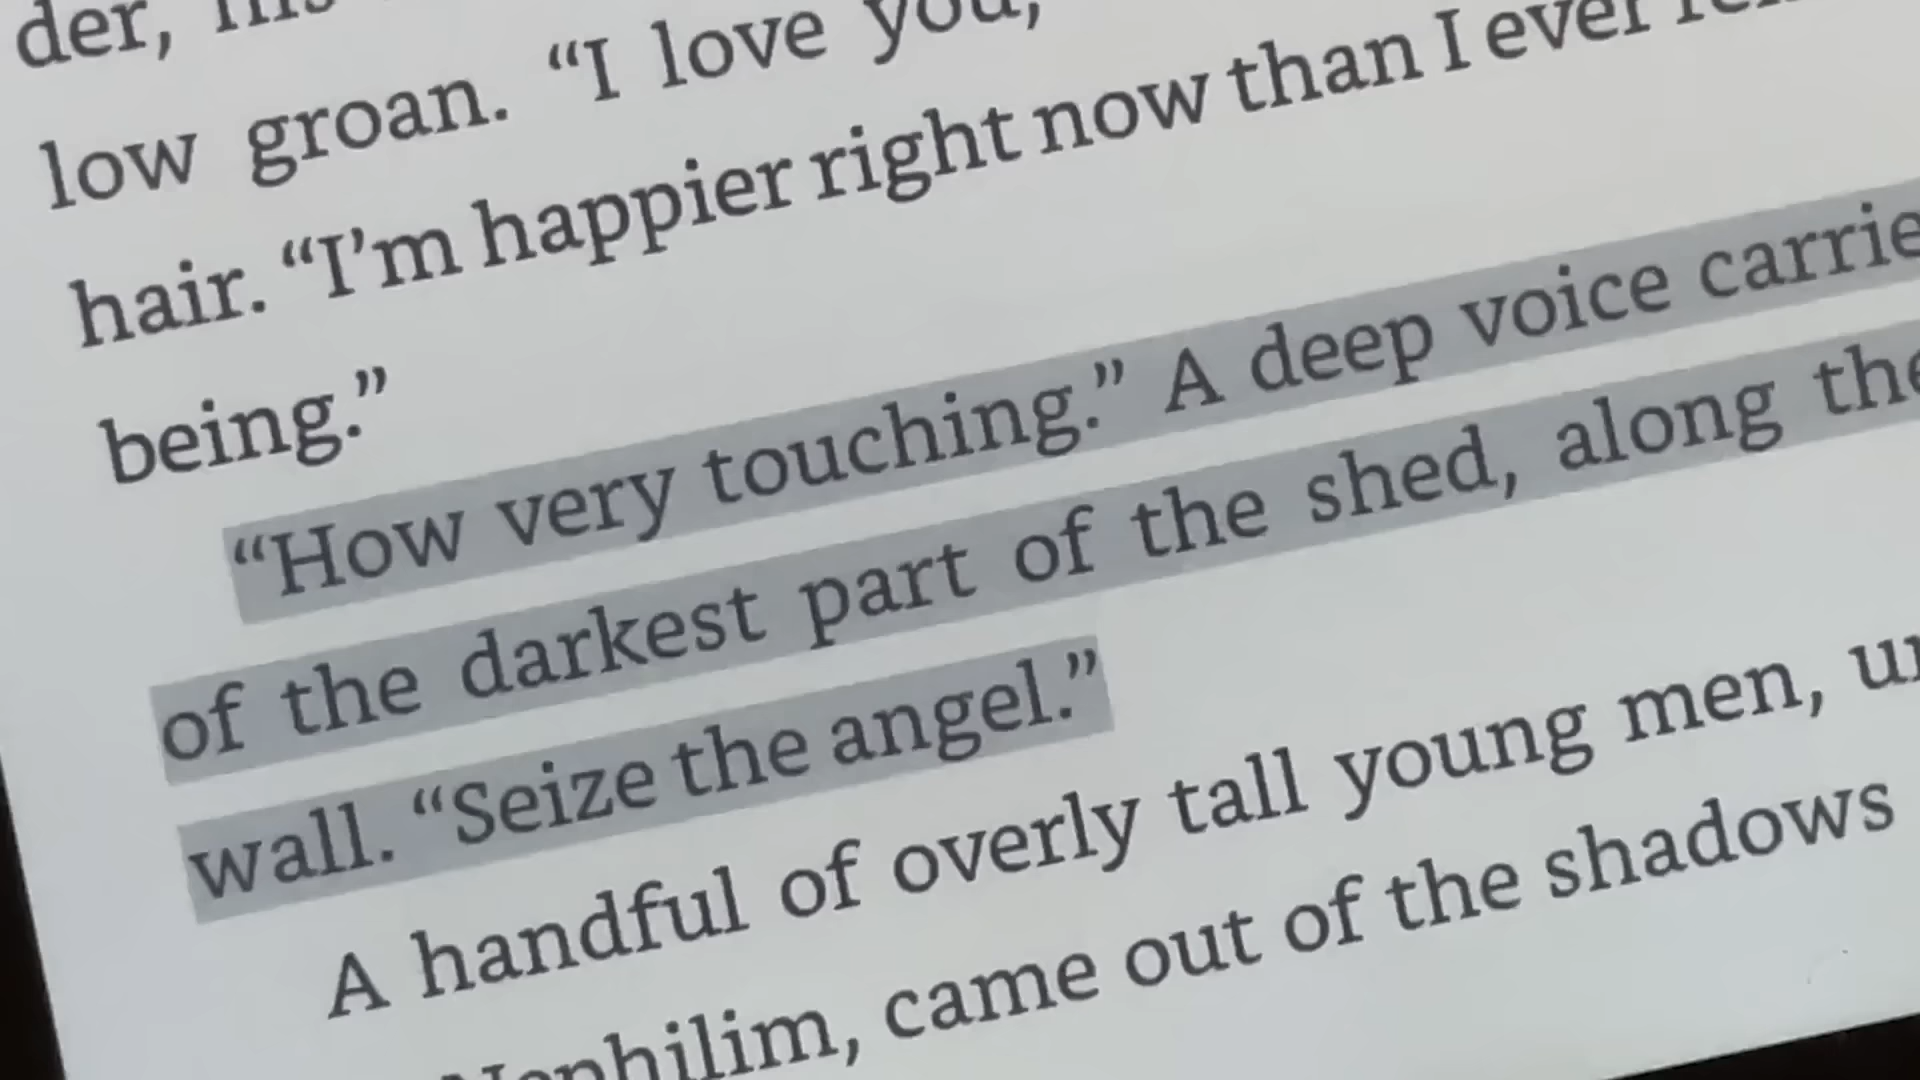 der, his
low groan. “I love you,
hair. “I’m happier right now than I ever
being.”
“How very touching.” A deep voice
of the darkest part of the shed, along
wall. “Seize the angel.”
A handful of overly tall young men,
Nephilim, came out of the shadows